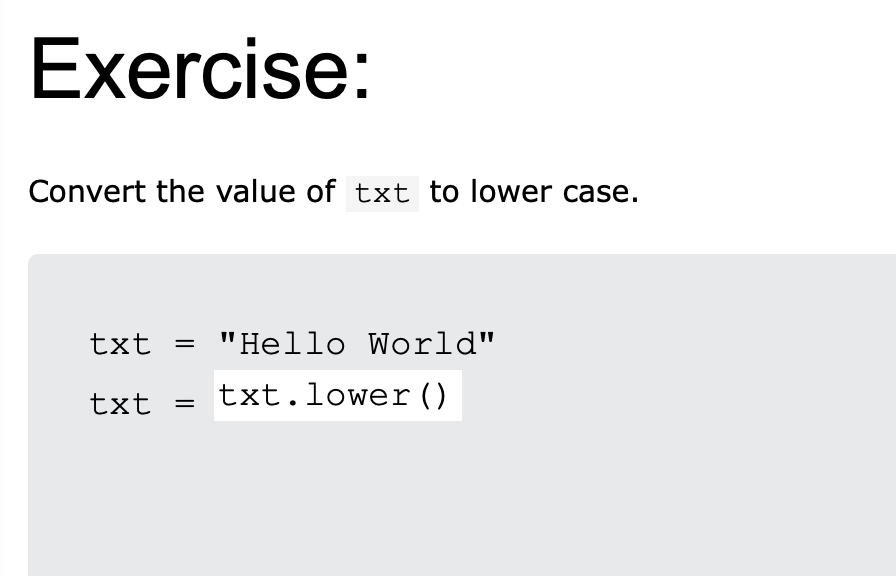 Exercise:
Convert the value of txt to lower case.
txt = "Hello World"
txt = txt.lower()